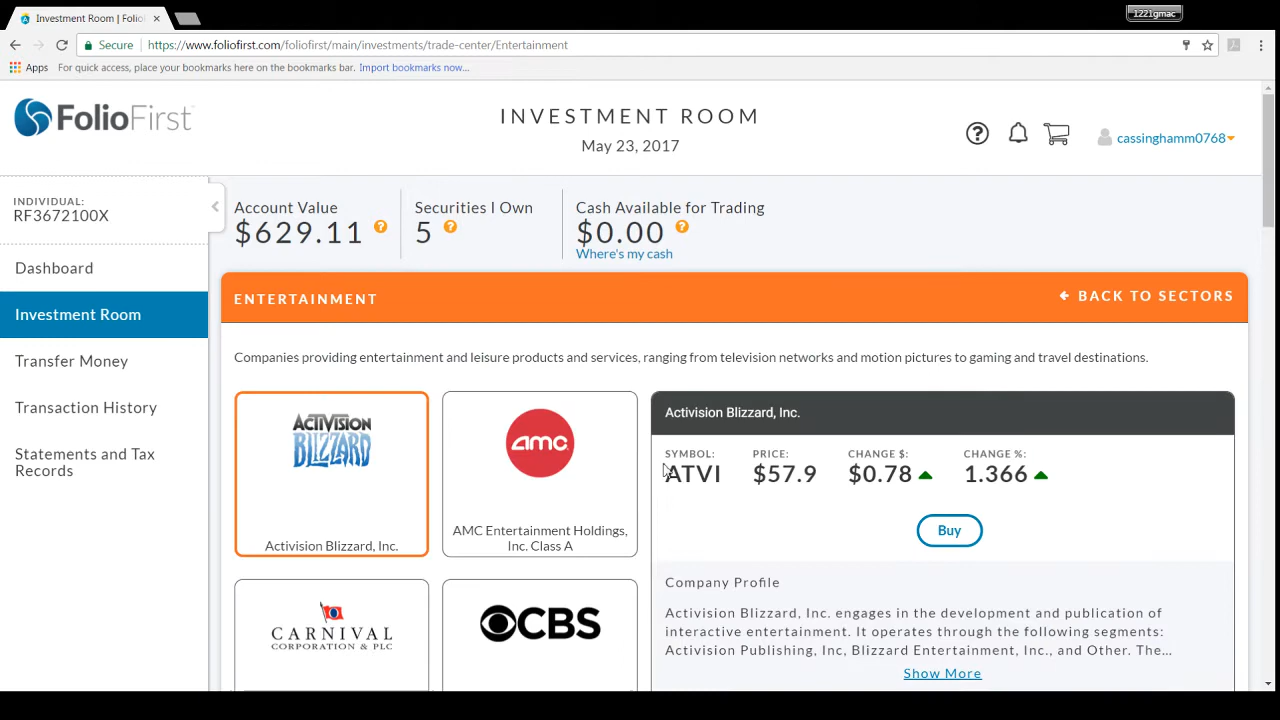 Investment Room | Folio
1221gmac
Secure
https://www.foliofirst.com/foliofirst/main/investments/trade-center/Entertainment
Apps
For quick access, place your bookmarks here on the bookmarks bar. Import bookmarks now...
FolioFirst
INVESTMENT ROOM
May 23, 2017
?
cassinghamm0768
INDIVIDUAL:
RF3672100X
Dashboard
Investment Room
Transfer Money
Transaction History
Statements and Tax
Records
Account Value
$629.11 ?
Securities I Own
5 ?
Cash Available for Trading
$0.00 ?
Where's my cash
ENTERTAINMENT
BACK TO SECTORS
Companies providing entertainment and leisure products and services, ranging from television networks and motion pictures to gaming and travel destinations.
ACTIVISION
BLIZZARD
Activision Blizzard, Inc.
amc
AMC Entertainment Holdings,
Inc. Class A
CARNIVAL
CORPORATION & PLC
CBS
Activision Blizzard, Inc.
SYMBOL:
ATVI
PRICE:
$57.9
CHANGE $:
$0.78
CHANGE %:
1.366
Buy
Company Profile
Activision Blizzard, Inc. engages in the development and publication of
interactive entertainment. It operates through the following segments:
Activision Publishing, Inc, Blizzard Entertainment, Inc., and Other. The...
Show More